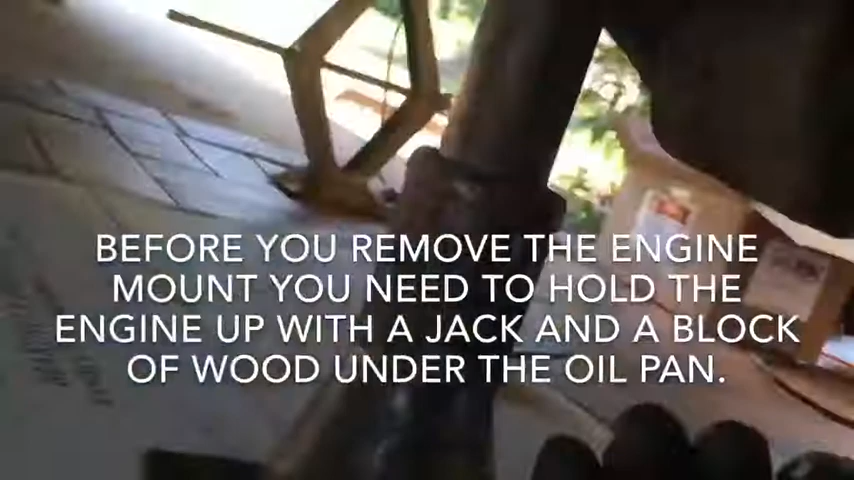 BEFORE YOU REMOVE THE ENGINE
MOUNT YOU NEED TO HOLD THE
ENGINE UP WITH A JACK AND A BLOCK
OF WOOD UNDER THE OIL PAN.